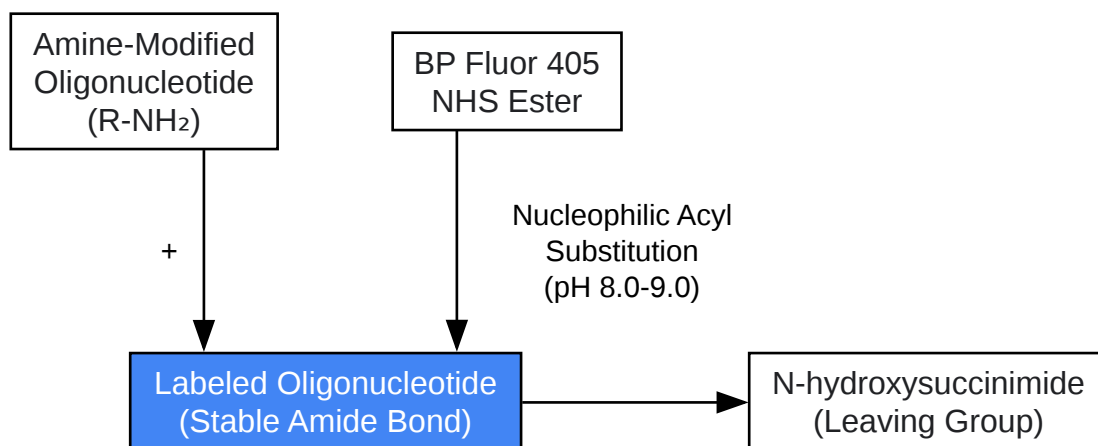 Amine-Modified
Oligonucleotide
(R-NH₂)
BP Fluor 405
NHS Ester
+
Nucleophilic Acyl
Substitution
(pH 8.0-9.0)
Labeled Oligonucleotide
(Stable Amide Bond)
N-hydroxysuccinimide
(Leaving Group)